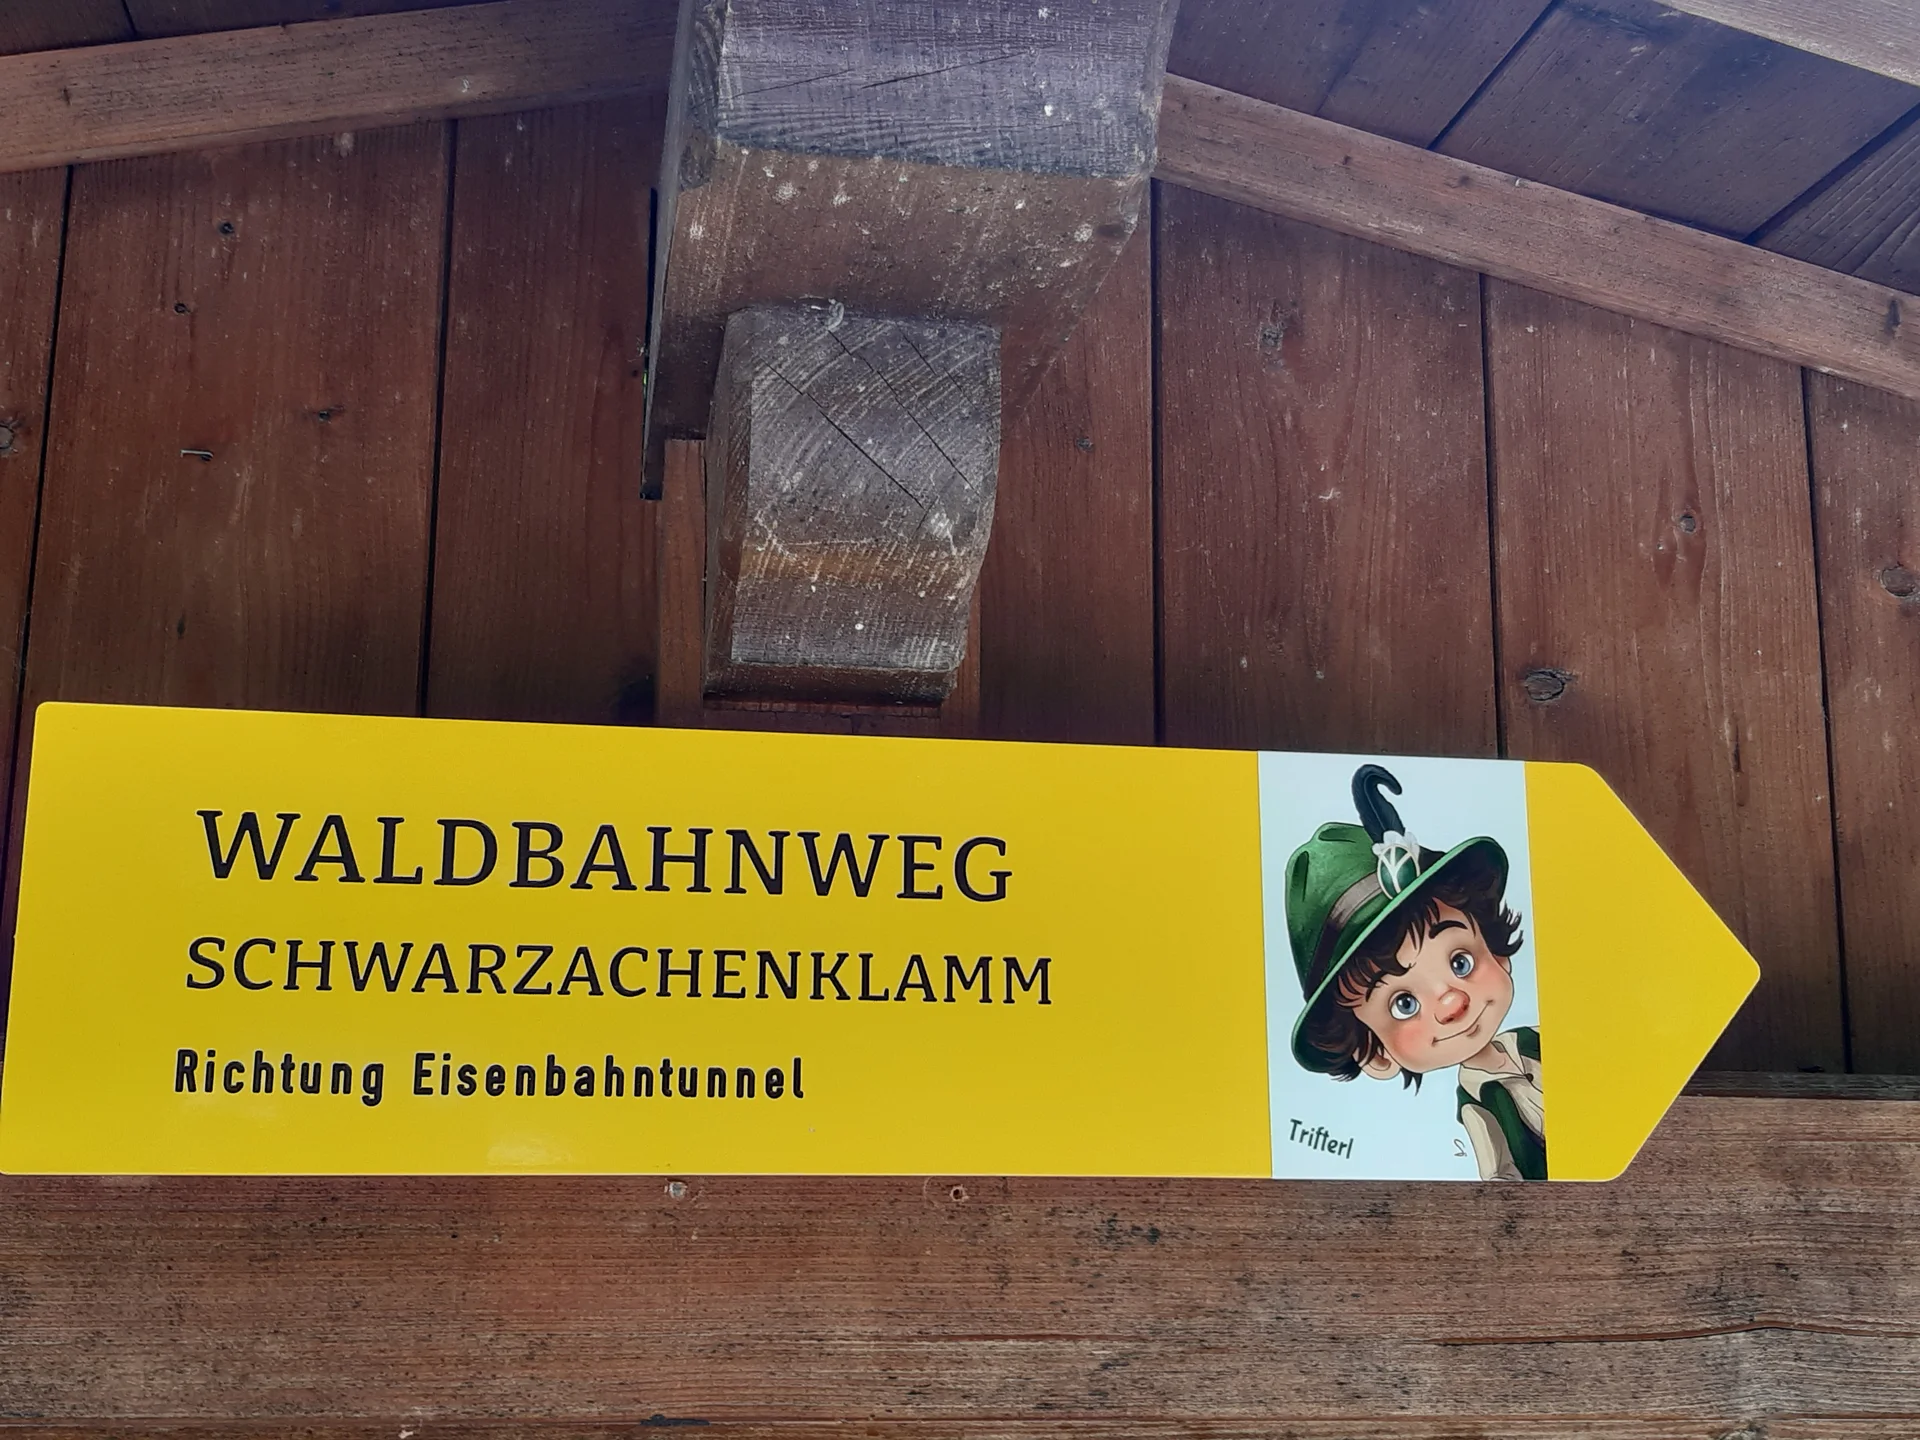 WALDBAHNWEG
SCHWARZACHENKLAMM
Richtung Eisenbahntunnel
Trifterl